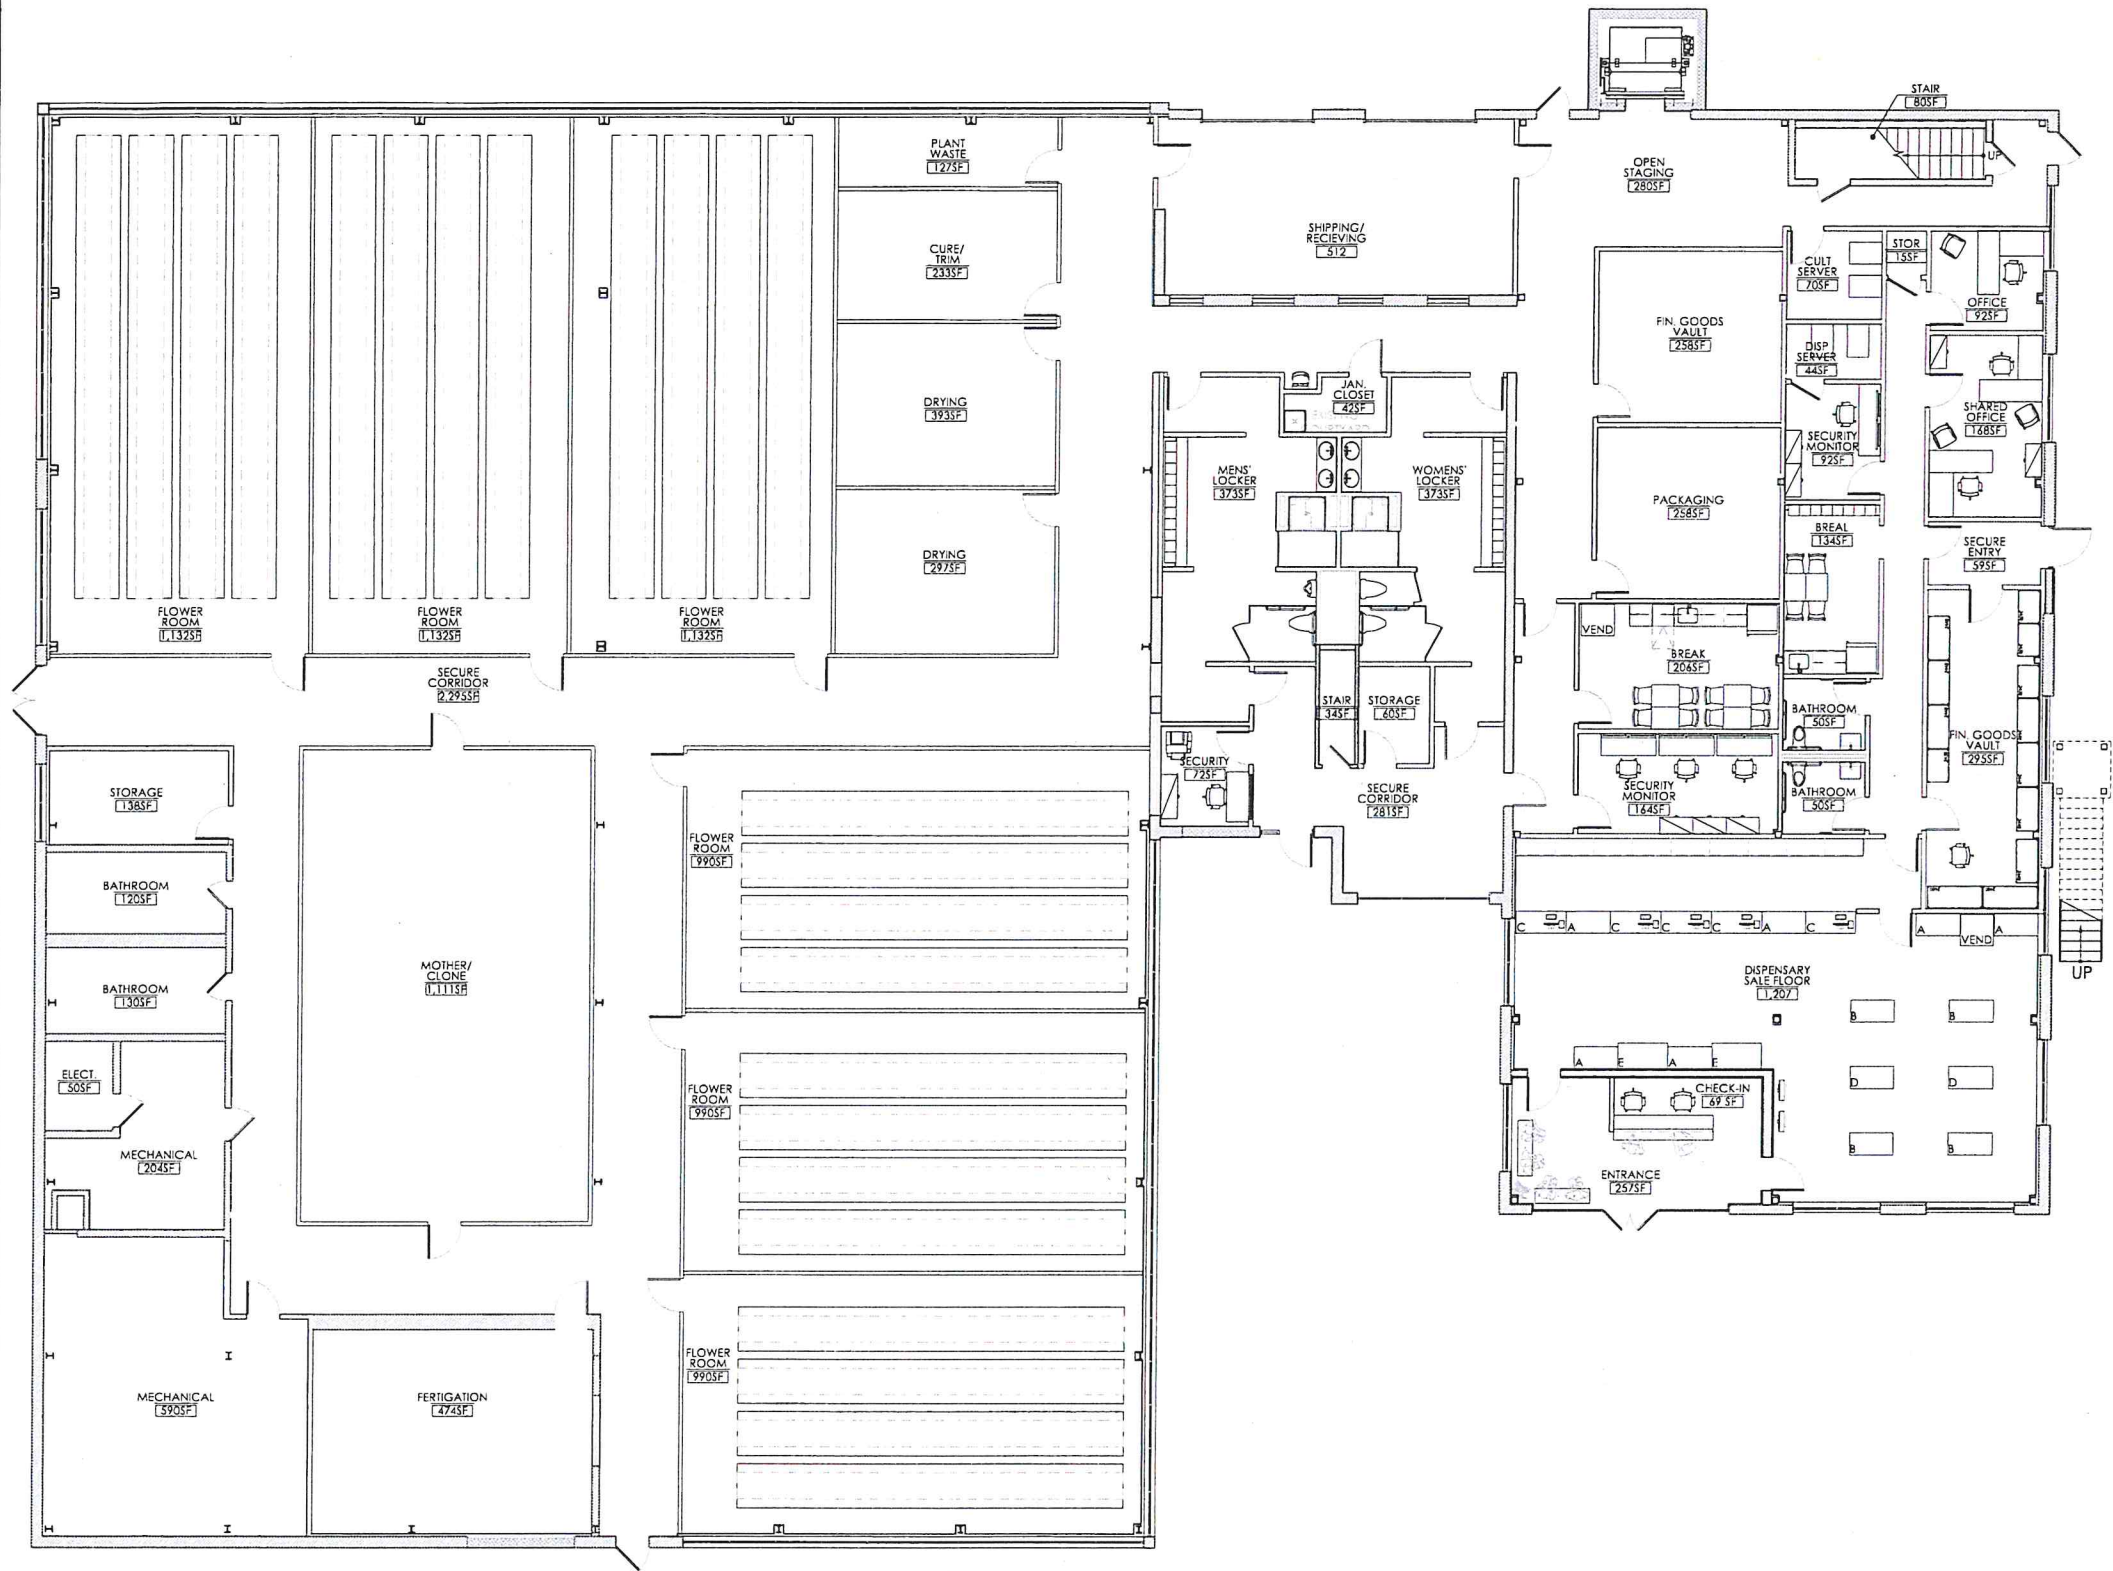 STAIR
80SF
UP
PLANT
WASTE
127SF
OPEN
STAGING
280SF
SHIPPING/
RECIEVING
512
CURE/
TRIM
233SF
STOR
15SF
CULT
SERVER
70SF
OFFICE
92SF
FIN. GOODS
VAULT
258SF
DISP
SERVER
44SF
DRYING
393SF
JAN.
CLOSET
42SF
SHARED
OFFICE
168SF
SECURITY
MONITOR
92SF
MENS'
LOCKER
373SF
WOMENS'
LOCKER
373SF
PACKAGING
258SF
BREAL
134SF
SECURE
ENTRY
59SF
DRYING
297SF
FLOWER
ROOM
1,132SF
FLOWER
ROOM
1,132SF
FLOWER
ROOM
1,132SF
VEND
BREAK
206SF
SECURE
CORRIDOR
2,295SF
STAIR
34SF
STORAGE
60SF
BATHROOM
50SF
FIN. GOODS
VAULT
295SF
SECURITY
72SF
STORAGE
138SF
SECURE
CORRIDOR
281SF
SECURITY
MONITOR
164SF
BATHROOM
50SF
FLOWER
ROOM
990SF
BATHROOM
120SF
C A C C C A C
A VEND A
UP
MOTHER/
CLONE
1,111SF
BATHROOM
130SF
DISPENSARY
SALE FLOOR
1,207
B B
A E A E
ELECT.
50SF
FLOWER
ROOM
990SF
CHECK-IN
69 SF
D D
MECHANICAL
204SF
B B
ENTRANCE
257SF
FLOWER
ROOM
990SF
MECHANICAL
590SF
FERTIGATION
474SF